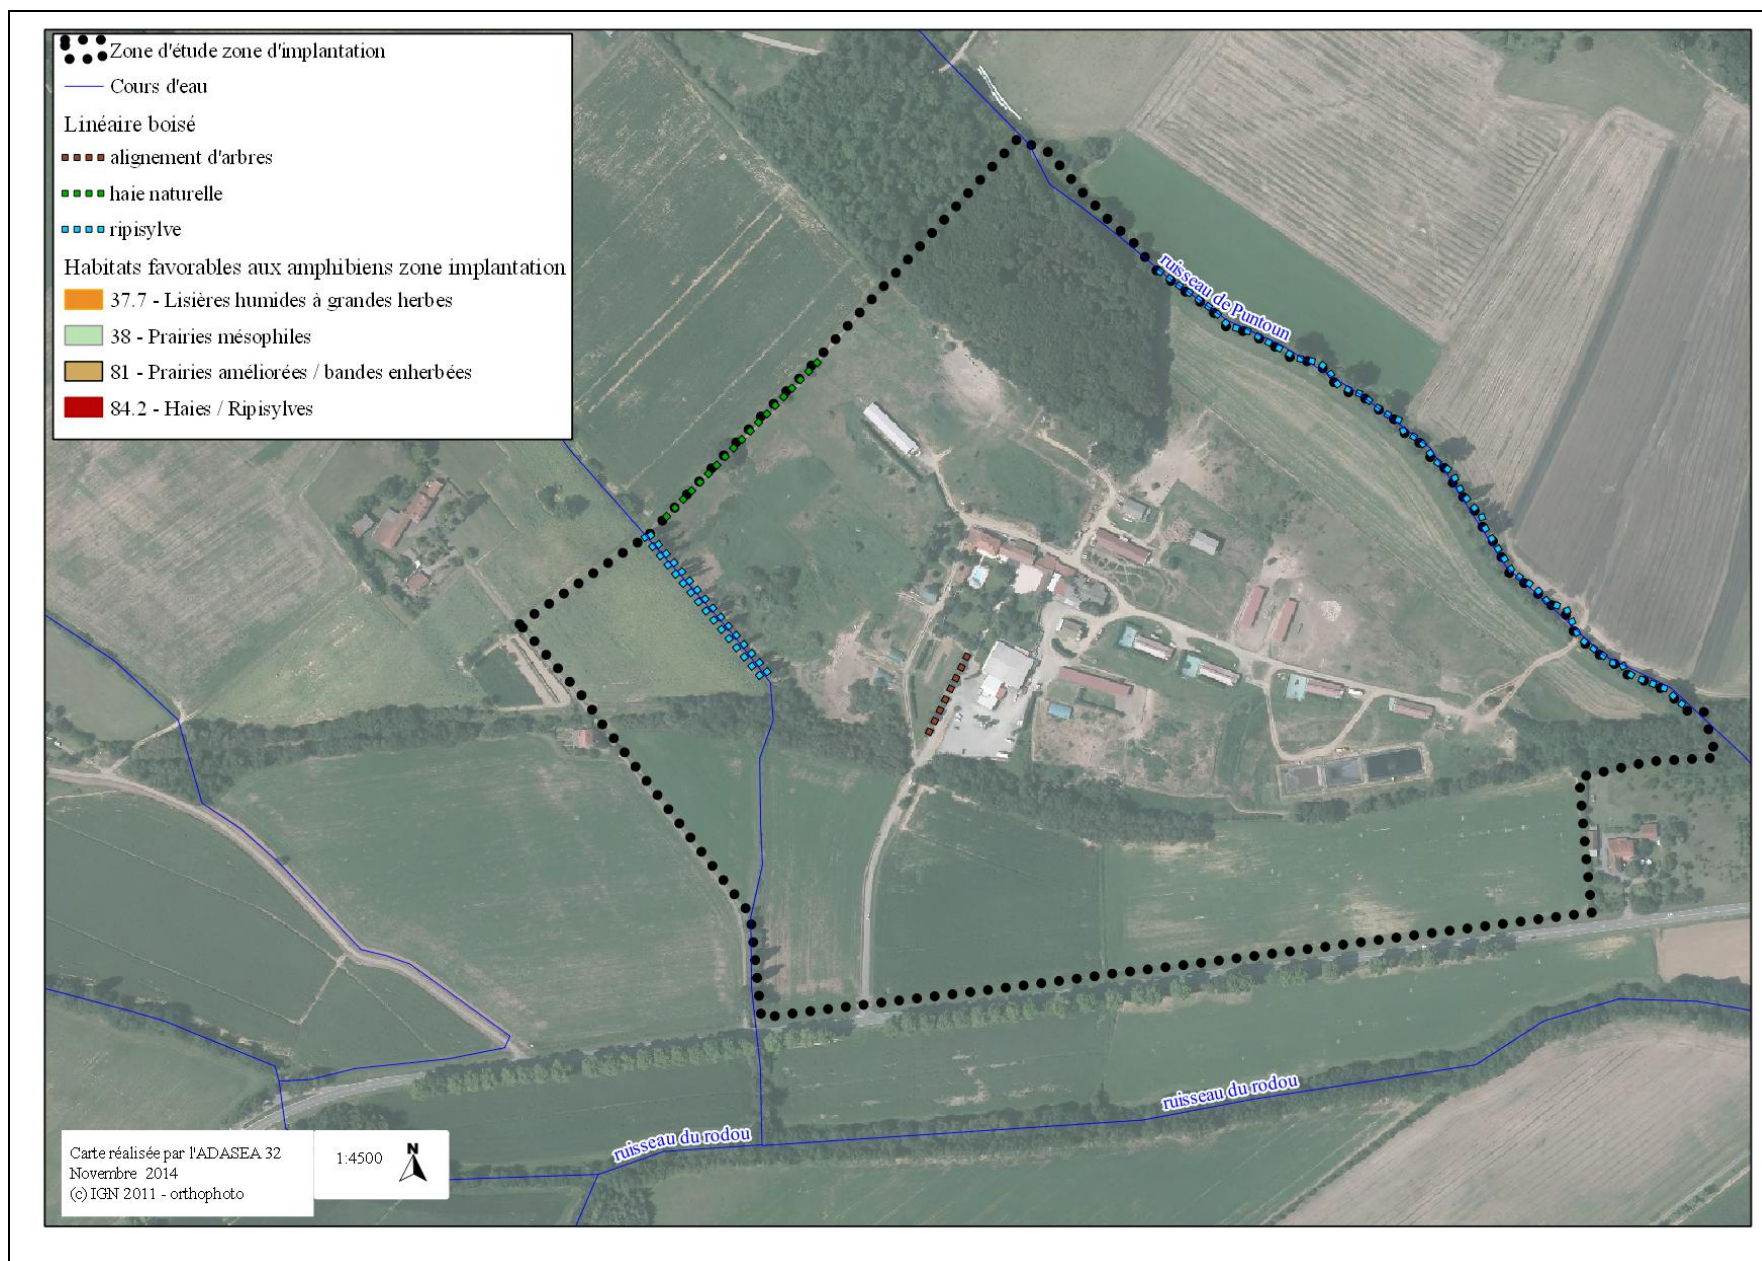 Zone d'étude zone d'implantation
Cours d'eau
Linéaire boisé
alignement d'arbres
haie naturelle
ripisylve
Habitats favorables aux amphibiens zone implantation
37.7 - Lisières humides à grandes herbes
38 - Prairies mésophiles
81 - Prairies améliorées / bandes enherbées
84.2 - Haies / Ripisylves
ruisseau de Puntoun
ruisseau du rodou
ruisseau du rodou
Carte réalisée par l'ADASEA 32
Novembre 2014
(c) IGN 2011 - orthophoto
1:4500
N